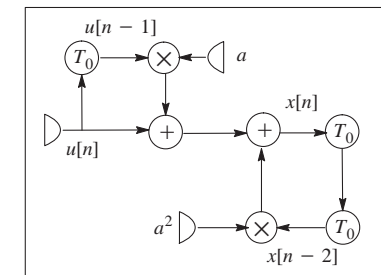 u[n − 1]
T₀ × a
x[n]
+ + T₀
u[n]
a² × T₀
x[n − 2]